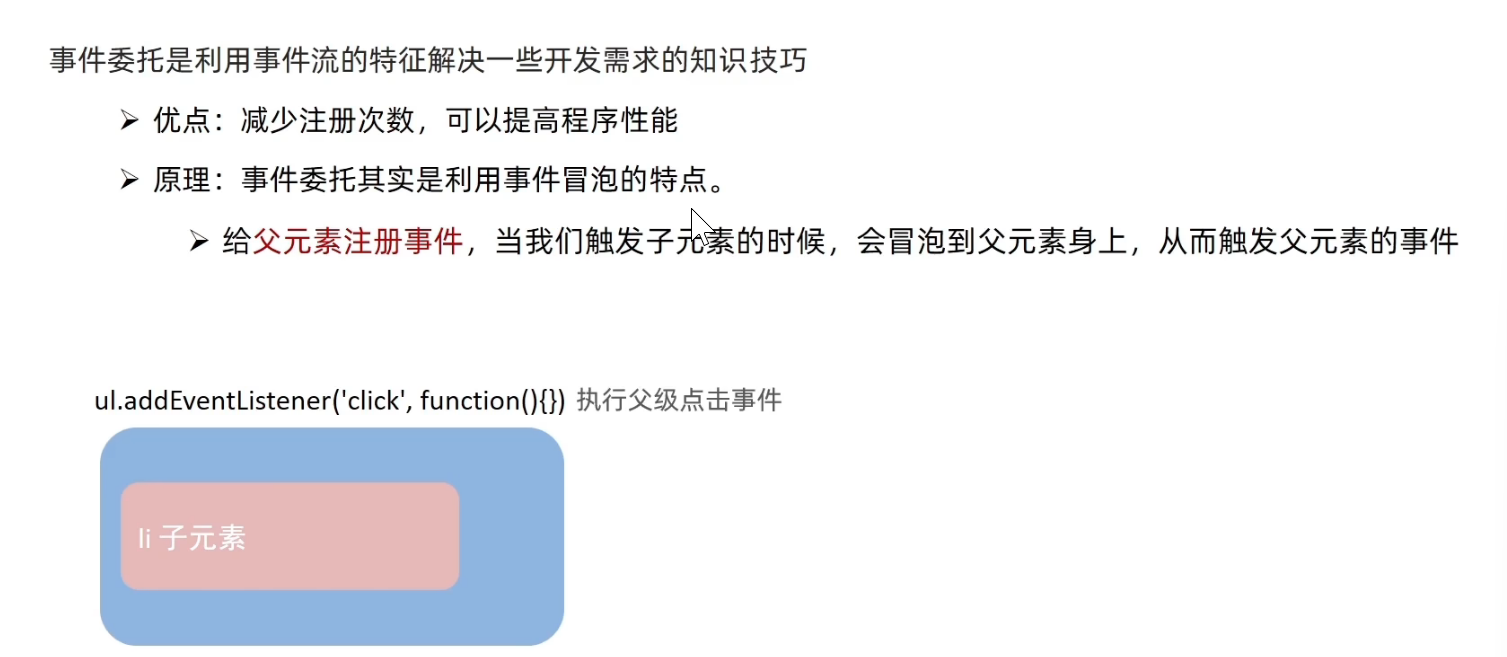 事件委托是利用事件流的特征解决一些开发需求的知识技巧
➢ 优点：减少注册次数，可以提高程序性能
➢ 原理：事件委托其实是利用事件冒泡的特点。
➢ 给父元素注册事件，当我们触发子元素的时候，会冒泡到父元素身上，从而触发父元素的事件
ul.addEventListener('click', function(){}) 执行父级点击事件
li 子元素